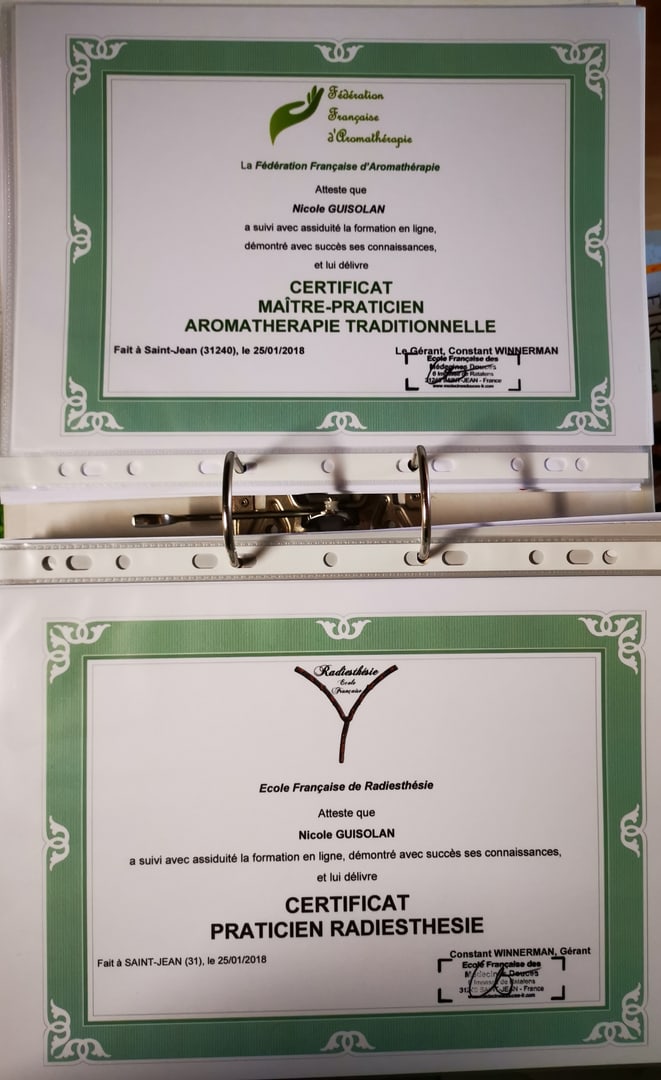 Fédération
Française
d'Aromathérapie
La Fédération Française d'Aromathérapie
Atteste que
Nicole GUISOLAN
a suivi avec assiduité la formation en ligne,
démontré avec succès ses connaissances,
et lui délivre
CERTIFICAT
MAÎTRE-PRATICIEN
AROMATHERAPIE TRADITIONNELLE
Fait à Saint-Jean (31240), le 25/01/2018
Le Gérant, Constant WINNERMAN
Ecole Française des
Médecines Douces
31240 SAINT-JEAN - France
Radiesthésie
Ecole
Française
Ecole Française de Radiesthésie
Atteste que
Nicole GUISOLAN
a suivi avec assiduité la formation en ligne, démontré avec succès ses connaissances,
et lui délivre
CERTIFICAT
PRATICIEN RADIESTHESIE
Fait à SAINT-JEAN (31), le 25/01/2018
Constant WINNERMAN, Gérant
Ecole Française des
Médecines Douces
SAINT-JEAN - France